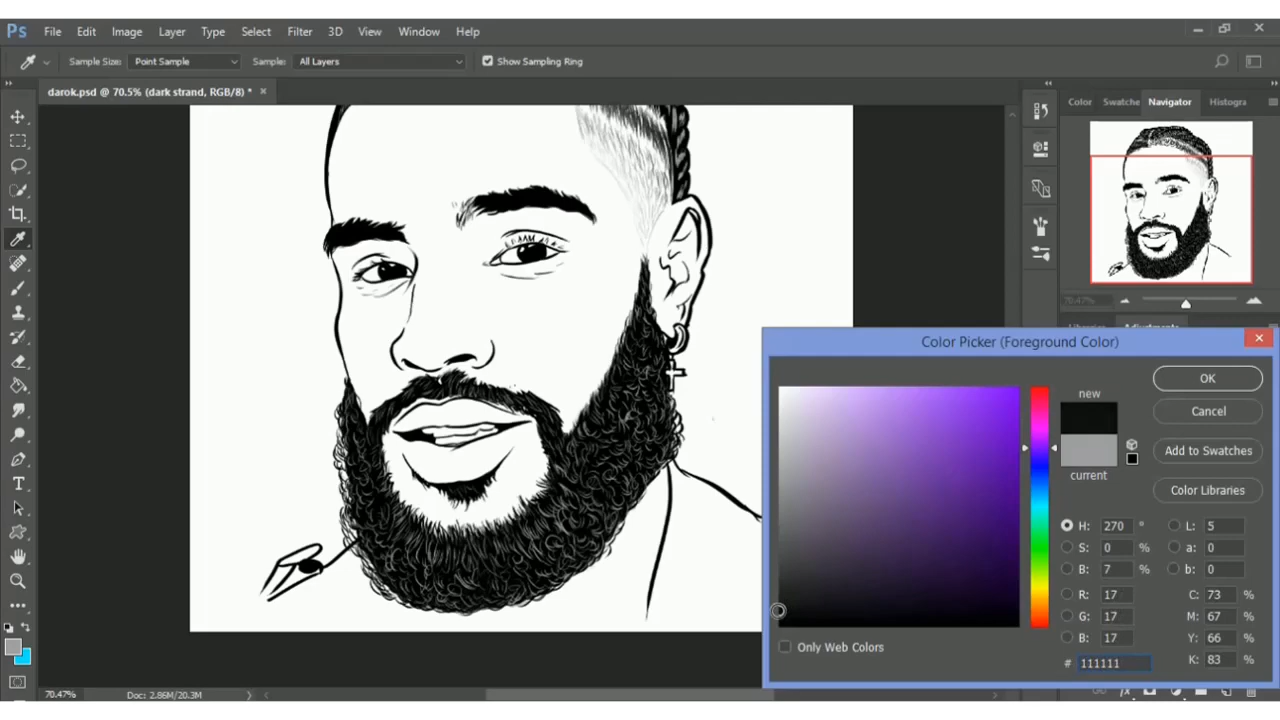 Ps File Edit Image Layer Type Select Filter 3D View Window Help
Sample Size: Point Sample Sample: All Layers Show Sampling Ring
darok.psd @ 70.5% (dark strand, RGB/8) *
Color Swatche Navigator Histogra
70.47%
Color Picker (Foreground Color)
new
current
OK
Cancel
Add to Swatches
Color Libraries
H: 270 ° L: 5
S: 0 % a: 0
B: 7 % b: 0
R: 17 C: 73 %
G: 17 M: 67 %
B: 17 Y: 66 %
# 111111 K: 83 %
Only Web Colors
70.47% Doc: 2.86M/20.3M